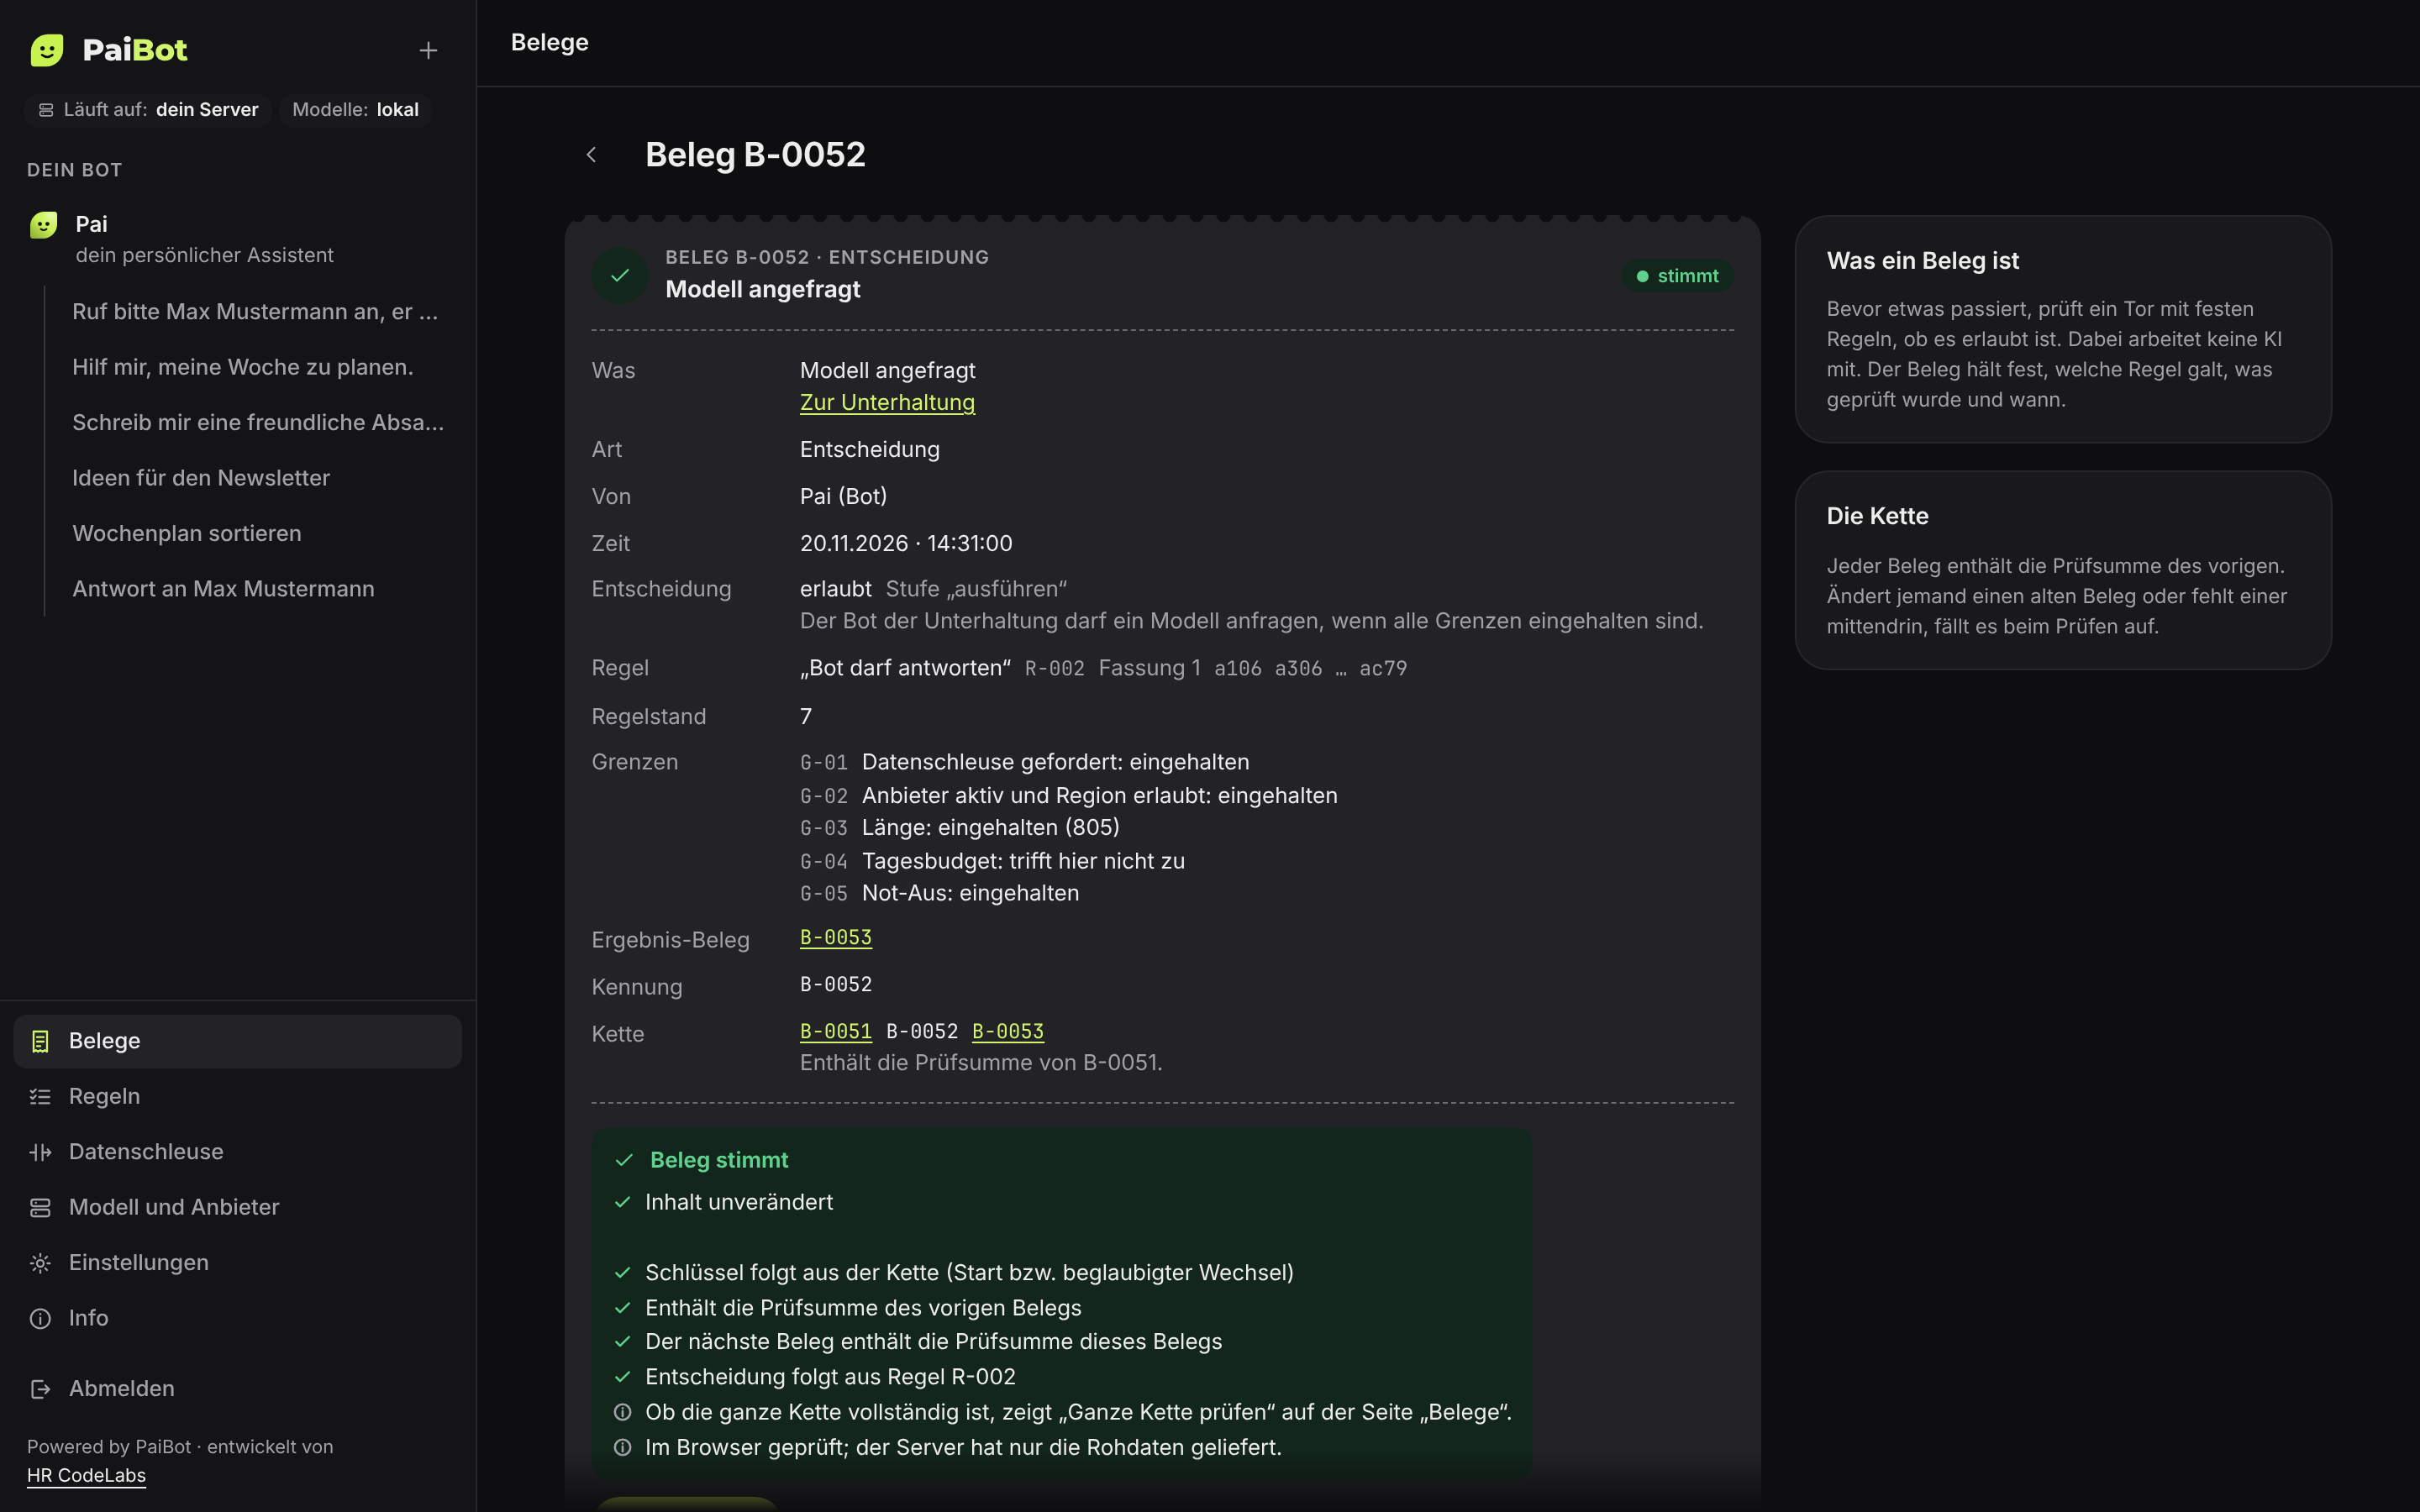 PaiBot
Läuft auf: dein Server
Modelle: lokal
DEIN BOT
Pai
dein persönlicher Assistent
Ruf bitte Max Mustermann an, er ...
Hilf mir, meine Woche zu planen.
Schreib mir eine freundliche Absa...
Ideen für den Newsletter
Wochenplan sortieren
Antwort an Max Mustermann
Belege
Regeln
Datenschleuse
Modell und Anbieter
Einstellungen
Info
Abmelden
Powered by PaiBot · entwickelt von
HR CodeLabs
Belege
Beleg B-0052
BELEG B-0052 · ENTSCHEIDUNG
Modell angefragt
stimmt
Was Modell angefragt
Zur Unterhaltung
Art Entscheidung
Von Pai (Bot)
Zeit 20.11.2026 · 14:31:00
Entscheidung erlaubt Stufe „ausführen“
Der Bot der Unterhaltung darf ein Modell anfragen, wenn alle Grenzen eingehalten sind.
Regel „Bot darf antworten“ R-002 Fassung 1 a106 a306 … ac79
Regelstand 7
Grenzen G-01 Datenschleuse gefordert: eingehalten
G-02 Anbieter aktiv und Region erlaubt: eingehalten
G-03 Länge: eingehalten (805)
G-04 Tagesbudget: trifft hier nicht zu
G-05 Not-Aus: eingehalten
Ergebnis-Beleg B-0053
Kennung B-0052
Kette B-0051 B-0052 B-0053
Enthält die Prüfsumme von B-0051.
Beleg stimmt
Inhalt unverändert
Schlüssel folgt aus der Kette (Start bzw. beglaubigter Wechsel)
Enthält die Prüfsumme des vorigen Belegs
Der nächste Beleg enthält die Prüfsumme dieses Belegs
Entscheidung folgt aus Regel R-002
Ob die ganze Kette vollständig ist, zeigt „Ganze Kette prüfen“ auf der Seite „Belege“.
Im Browser geprüft; der Server hat nur die Rohdaten geliefert.
Was ein Beleg ist
Bevor etwas passiert, prüft ein Tor mit festen
Regeln, ob es erlaubt ist. Dabei arbeitet keine KI
mit. Der Beleg hält fest, welche Regel galt, was
geprüft wurde und wann.
Die Kette
Jeder Beleg enthält die Prüfsumme des vorigen.
Ändert jemand einen alten Beleg oder fehlt einer
mittendrin, fällt es beim Prüfen auf.